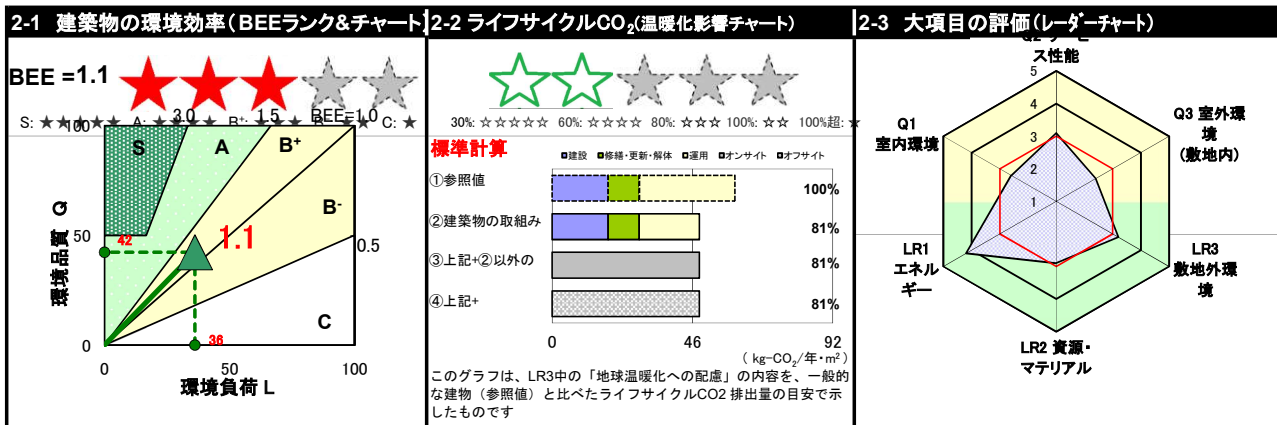 2-1 建築物の環境効率（BEEランク&チャート）
BEE =1.1
S: ★★★★★ A: ★★★★ B⁺: ★★★ B⁻: ★★ C: ★
3.0
1.5
BEE=1.0
100
S
A
B⁺
B⁻
0.5
C
50
42
1.1
36
0
0
50
100
環境品質 Q
環境負荷 L
2-2 ライフサイクルCO₂(温暖化影響チャート)
30%: ☆☆☆☆☆ 60%: ☆☆☆☆ 80%: ☆☆☆ 100%: ☆☆ 100%超: ★
標準計算
■建設 ■修繕・更新・解体 □運用 ■オンサイト ■オフサイト
①参照値
100%
②建築物の取組み
81%
③上記+②以外の
81%
④上記+
81%
0
46
92
（ kg-CO₂/年・m²）
このグラフは、LR3中の「地球温暖化への配慮」の内容を、一般的
な建物（参照値）と比べたライフサイクルCO2 排出量の目安で示
したものです
2-3 大項目の評価（レーダーチャート）
ス性能
5
4
3
2
1
Q1
室内環境
Q3 室外環
境
（敷地内）
LR1
エネル
ギー
LR3
敷地外環
境
LR2 資源・
マテリアル